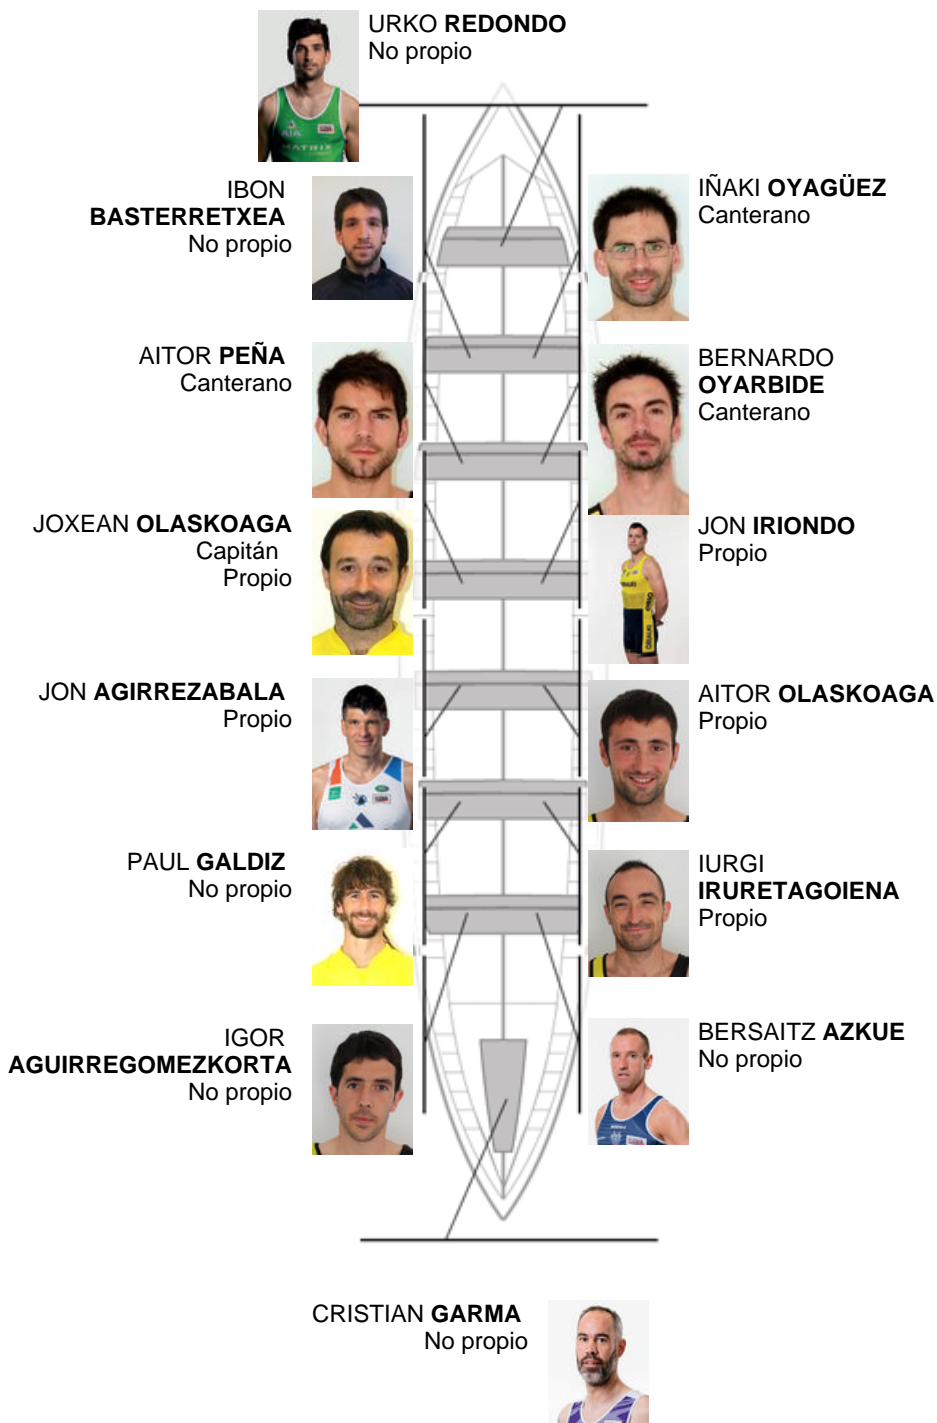 URKO REDONDO
No propio
AIA
MATRIX
IBON
BASTERRETXEA
No propio
IÑAKI OYAGÜEZ
Canterano
AITOR PEÑA
Canterano
BERNARDO
OYARBIDE
Canterano
JOXEAN OLASKOAGA
Capitán
Propio
JON IRIONDO
Propio
JON AGIRREZABALA
Propio
AITOR OLASKOAGA
Propio
PAUL GALDIZ
No propio
IURGI
IRURETAGOIENA
Propio
IGOR
AGUIRREGOMEZKORTA
No propio
BERSAITZ AZKUE
No propio
CRISTIAN GARMA
No propio